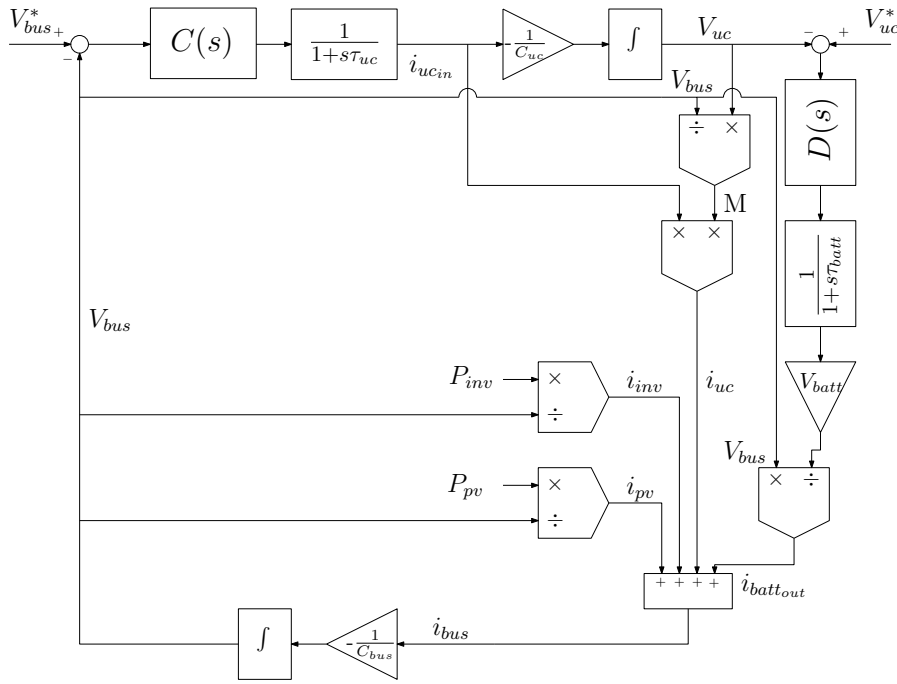 V*bus + - C(s) 1/(1+sτuc) iucin -1/Cuc ∫ Vuc - + V*uc
Vbus
÷ ×
D(s)
M
× ×
1/(1+sτbatt)
Vbus
Pinv × ÷ iinv
iuc
Vbatt
Vbus × ÷
Ppv × ÷ ipv
+ + + +
ibattout
∫ -1/Cbus ibus